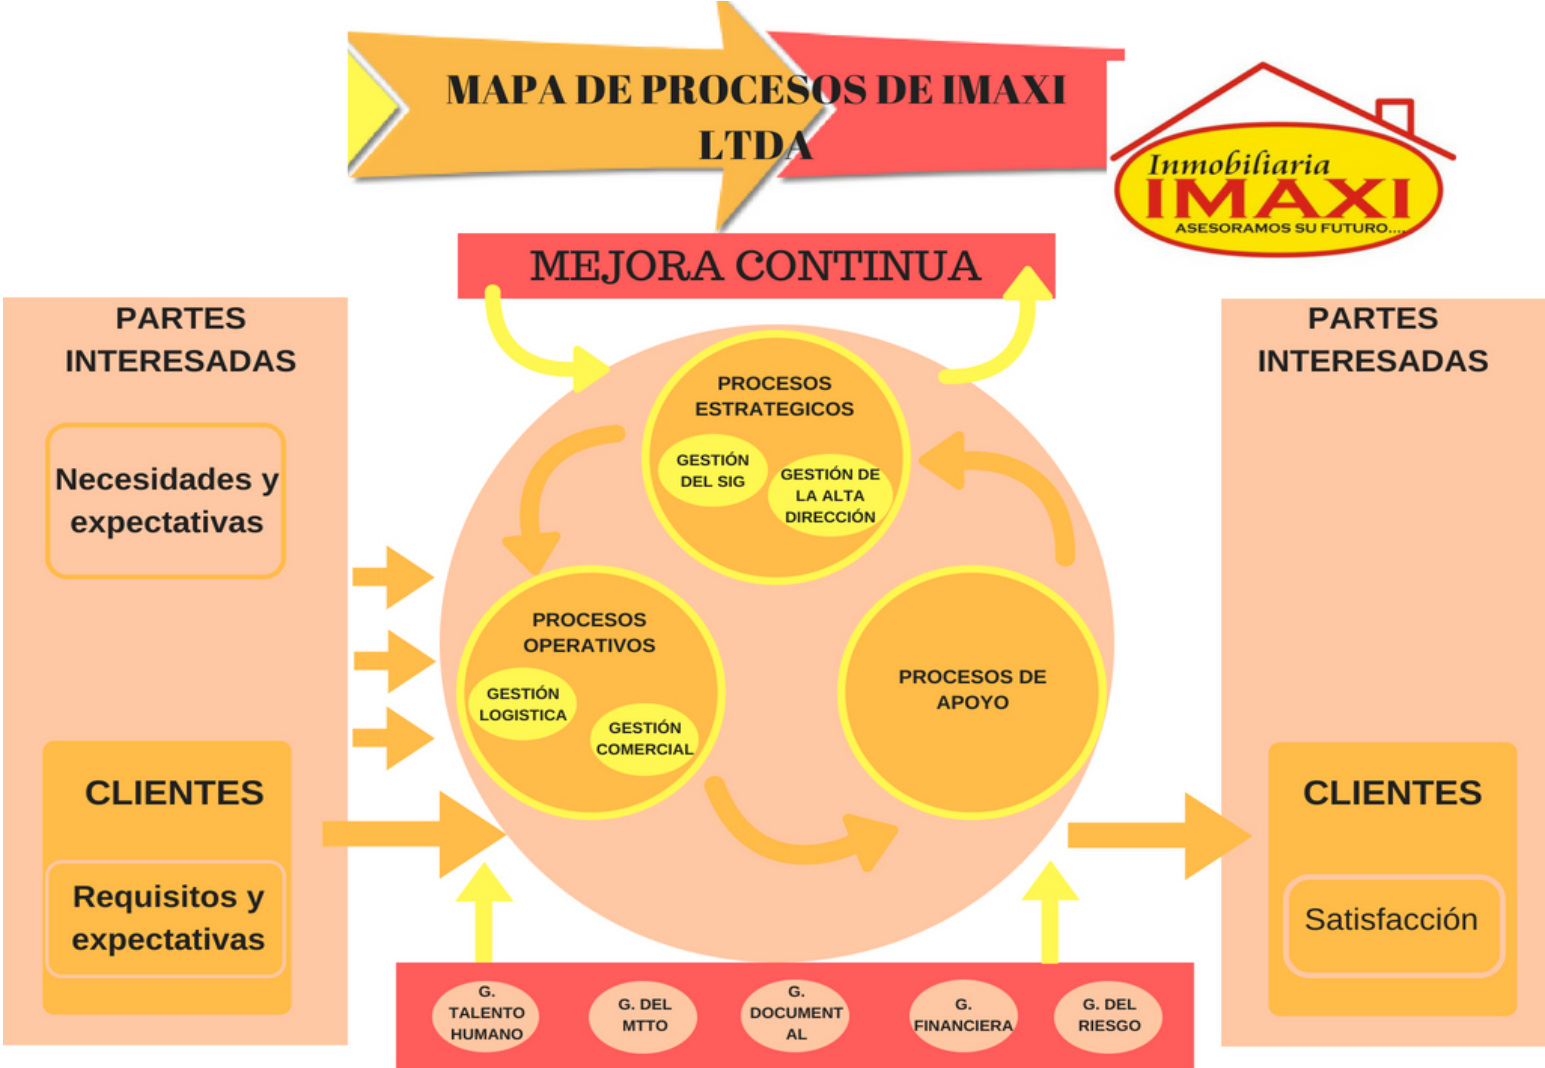 MAPA DE PROCESOS DE IMAXI
LTDA
Inmobiliaria
IMAXI
ASESORAMOS SU FUTURO....
MEJORA CONTINUA
PARTES
INTERESADAS
Necesidades y
expectativas
CLIENTES
Requisitos y
expectativas
PROCESOS
ESTRATEGICOS
GESTIÓN
DEL SIG
GESTIÓN DE
LA ALTA
DIRECCIÓN
PROCESOS
OPERATIVOS
GESTIÓN
LOGISTICA
GESTIÓN
COMERCIAL
PROCESOS DE
APOYO
PARTES
INTERESADAS
CLIENTES
Satisfacción
G.
TALENTO
HUMANO
G. DEL
MTTO
G.
DOCUMENT
AL
G.
FINANCIERA
G. DEL
RIESGO